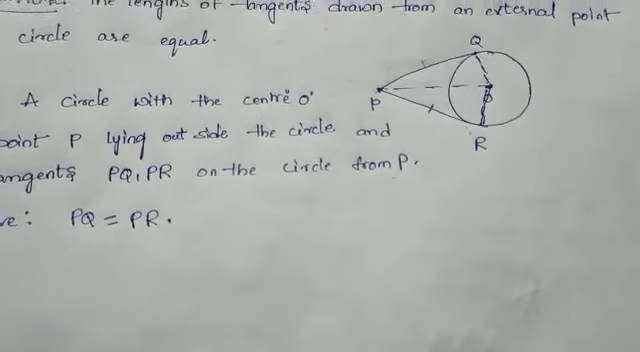 The lengths of tangents drawn from an external point
circle are equal.
Q
A circle with the centre O'
P
point P lying out side the circle and
R
tangents PQ, PR on the circle from P.
ve: PQ = PR.